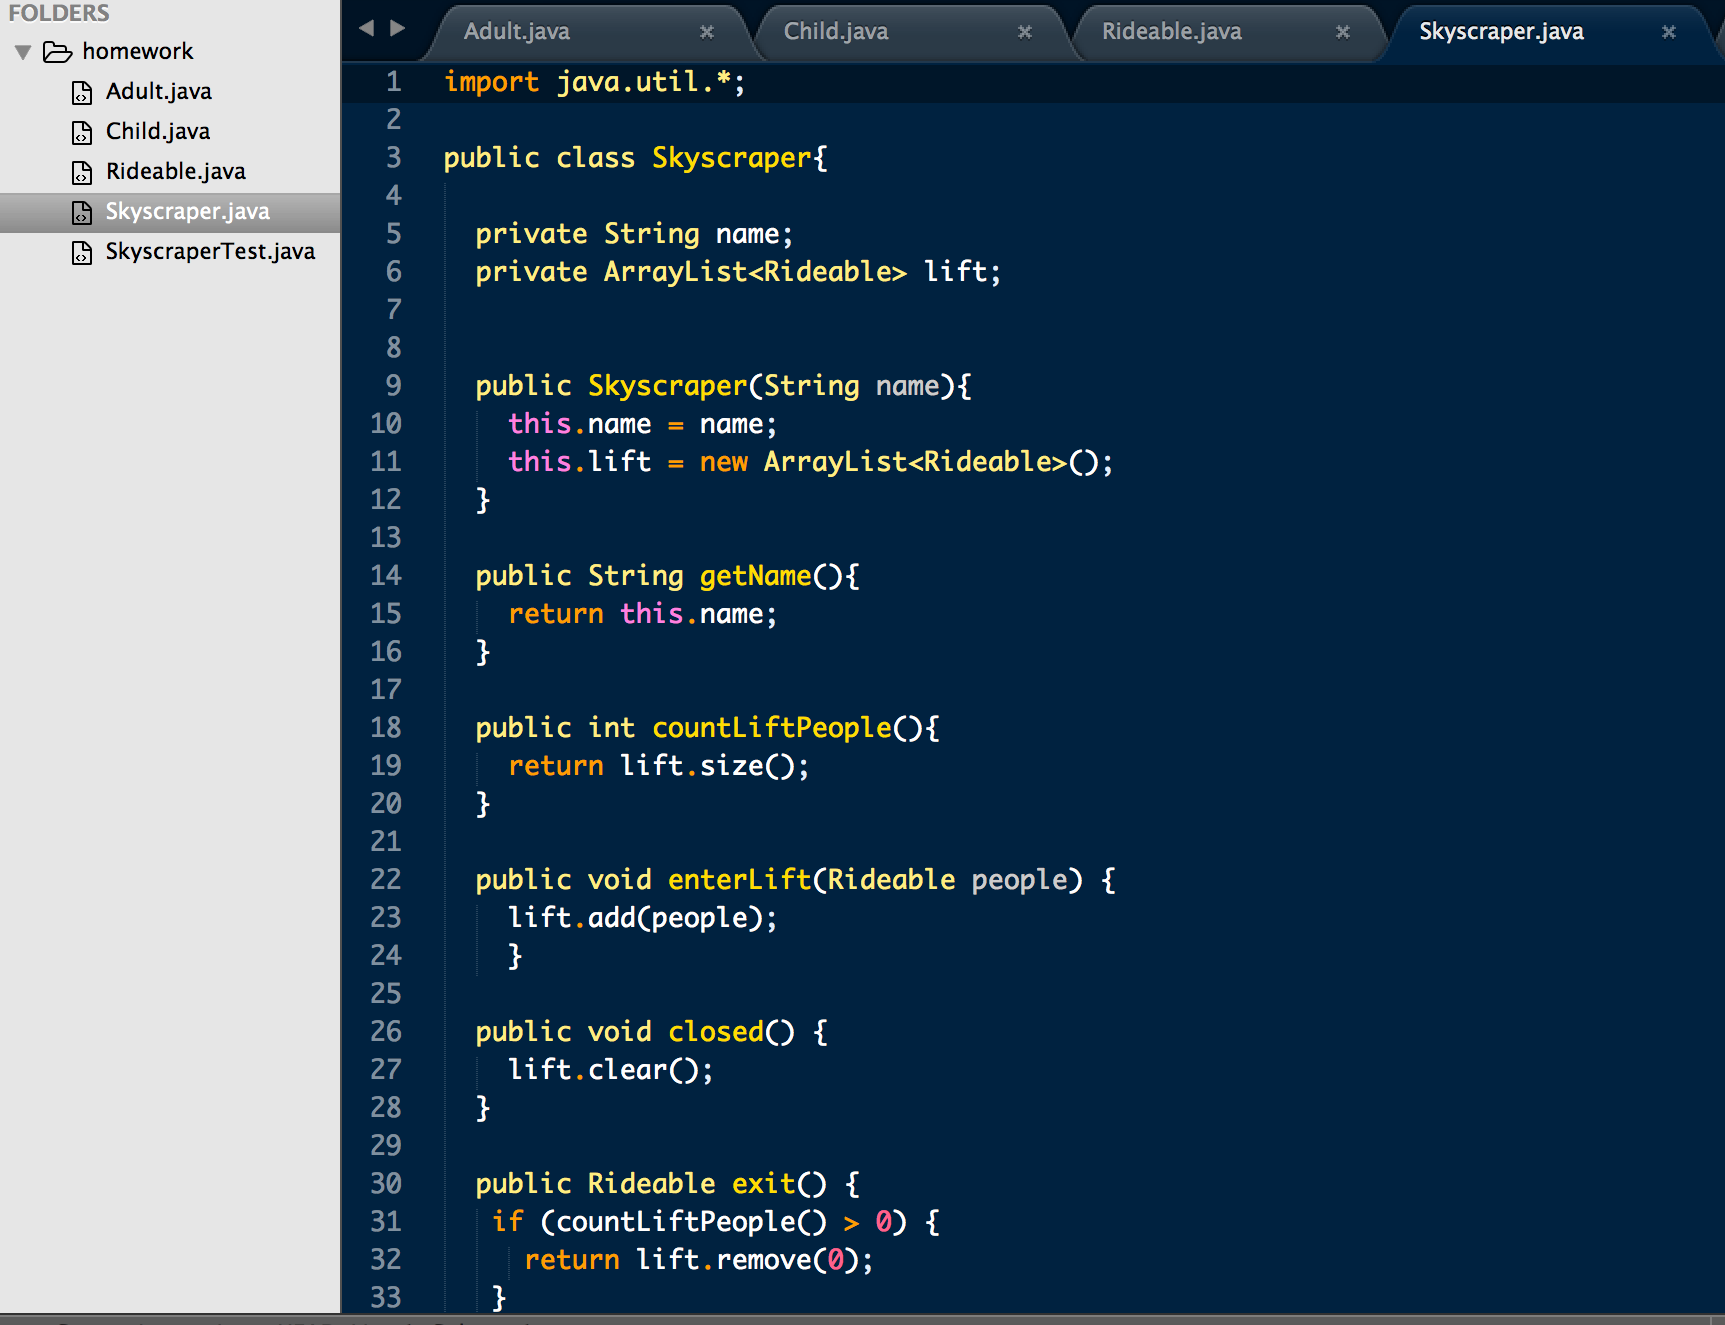 FOLDERS
homework
Adult.java
Child.java
Rideable.java
Skyscraper.java
SkyscraperTest.java
Adult.java × Child.java × Rideable.java × Skyscraper.java ×
1 import java.util.*;
2
3 public class Skyscraper{
4
5 private String name;
6 private ArrayList<Rideable> lift;
7
8
9 public Skyscraper(String name){
10 this.name = name;
11 this.lift = new ArrayList<Rideable>();
12 }
13
14 public String getName(){
15 return this.name;
16 }
17
18 public int countLiftPeople(){
19 return lift.size();
20 }
21
22 public void enterLift(Rideable people) {
23 lift.add(people);
24 }
25
26 public void closed() {
27 lift.clear();
28 }
29
30 public Rideable exit() {
31 if (countLiftPeople() > 0) {
32 return lift.remove(0);
33 }